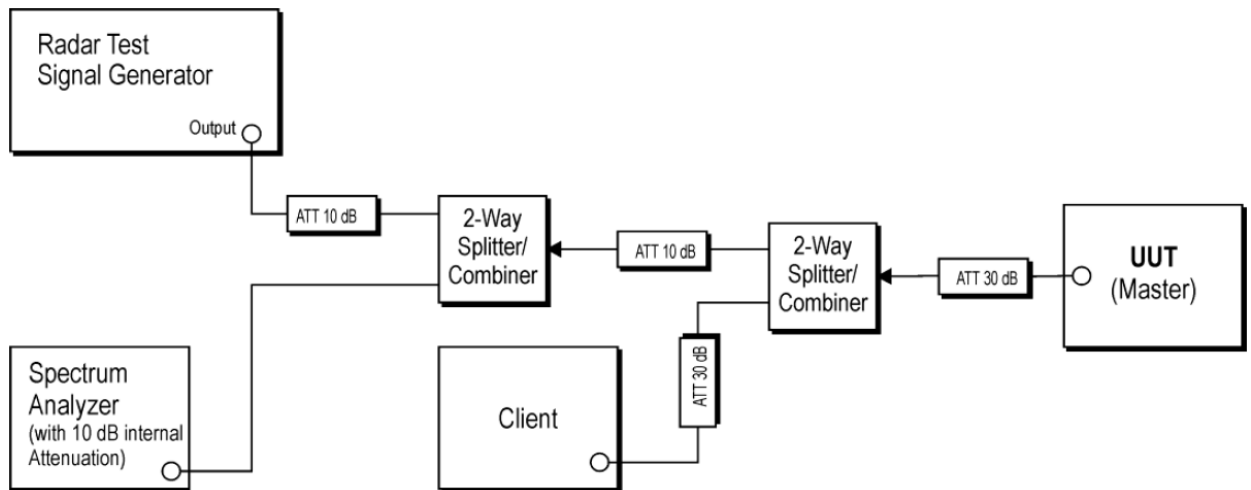 Radar Test
Signal Generator
Output
ATT 10 dB
2-Way
Splitter/
Combiner
ATT 10 dB
2-Way
Splitter/
Combiner
ATT 30 dB
UUT
(Master)
ATT 30 dB
Spectrum
Analyzer
(with 10 dB internal
Attenuation)
Client